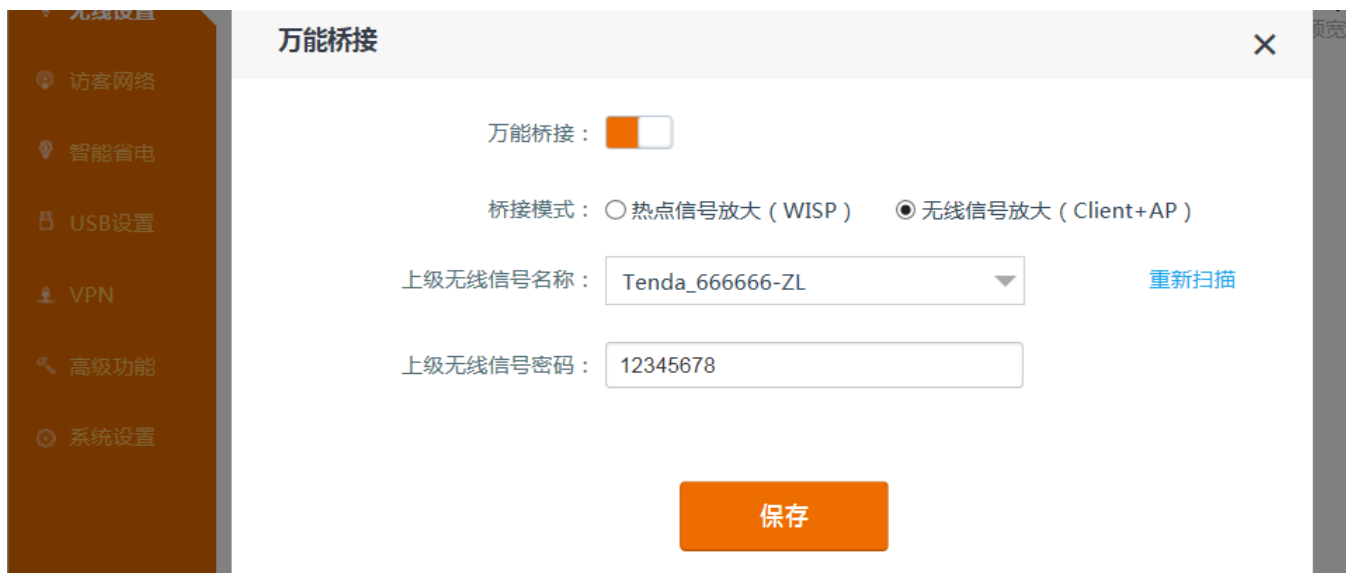 无线设置
访客网络
智能省电
USB设置
VPN
高级功能
系统设置
万能桥接
万能桥接：
桥接模式： 热点信号放大（WISP） 无线信号放大（Client+AP）
上级无线信号名称： Tenda_666666-ZL 重新扫描
上级无线信号密码： 12345678
保存